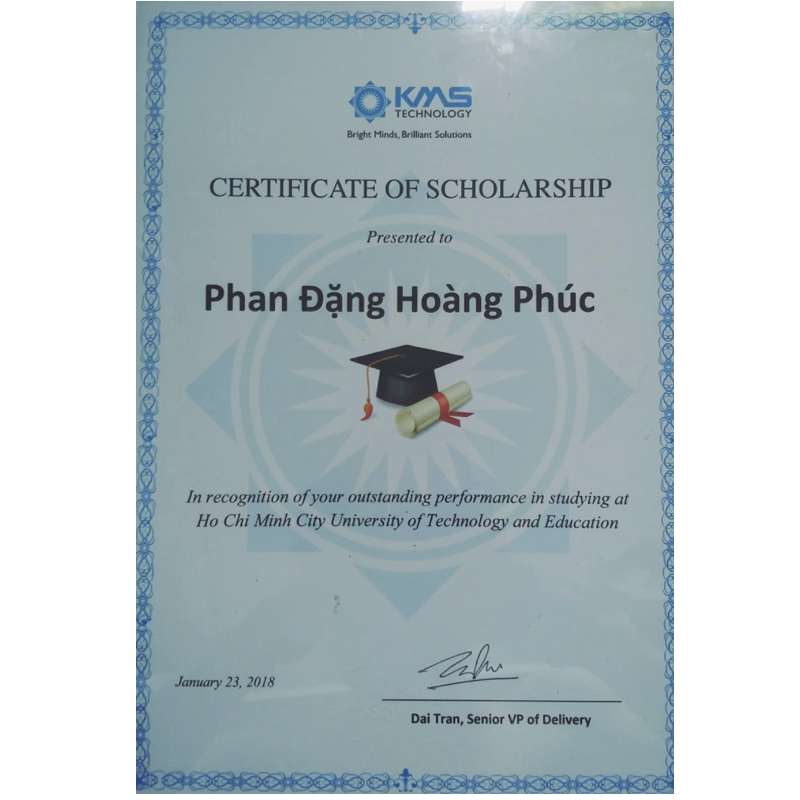 KMS
TECHNOLOGY
Bright Minds, Brilliant Solutions
CERTIFICATE OF SCHOLARSHIP
Presented to
Phan Đặng Hoàng Phúc
In recognition of your outstanding performance in studying at
Ho Chi Minh City University of Technology and Education
January 23, 2018
Dai Tran, Senior VP of Delivery